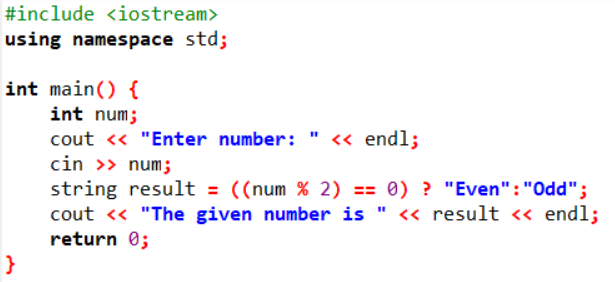 #include <iostream>
using namespace std;

int main() {
    int num;
    cout << "Enter number: " << endl;
    cin >> num;
    string result = ((num % 2) == 0) ? "Even":"Odd";
    cout << "The given number is " << result << endl;
    return 0;
}